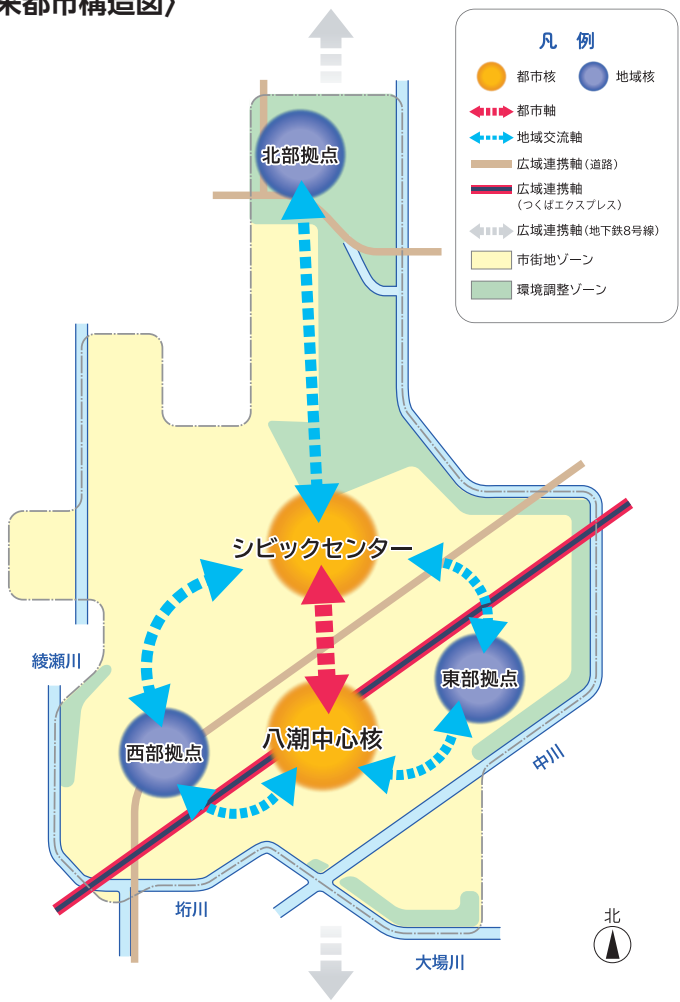 来都市構造図〉
凡 例
都市核
地域核
都市軸
地域交流軸
広域連携軸(道路)
広域連携軸
(つくばエクスプレス)
広域連携軸(地下鉄8号線)
市街地ゾーン
環境調整ゾーン
北部拠点
シビックセンター
綾瀬川
東部拠点
八潮中心核
西部拠点
中川
垳川
北
大場川